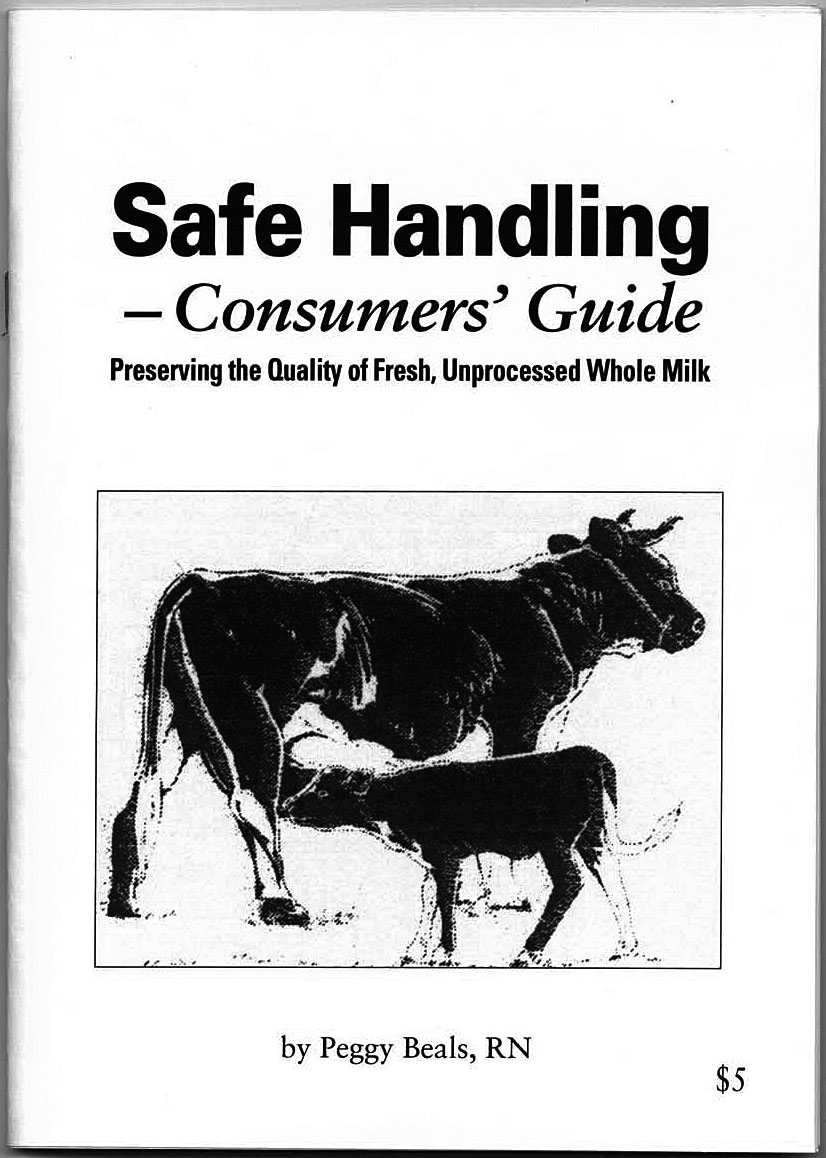 Safe Handling
– Consumers’ Guide
Preserving the Quality of Fresh, Unprocessed Whole Milk
by Peggy Beals, RN
$5